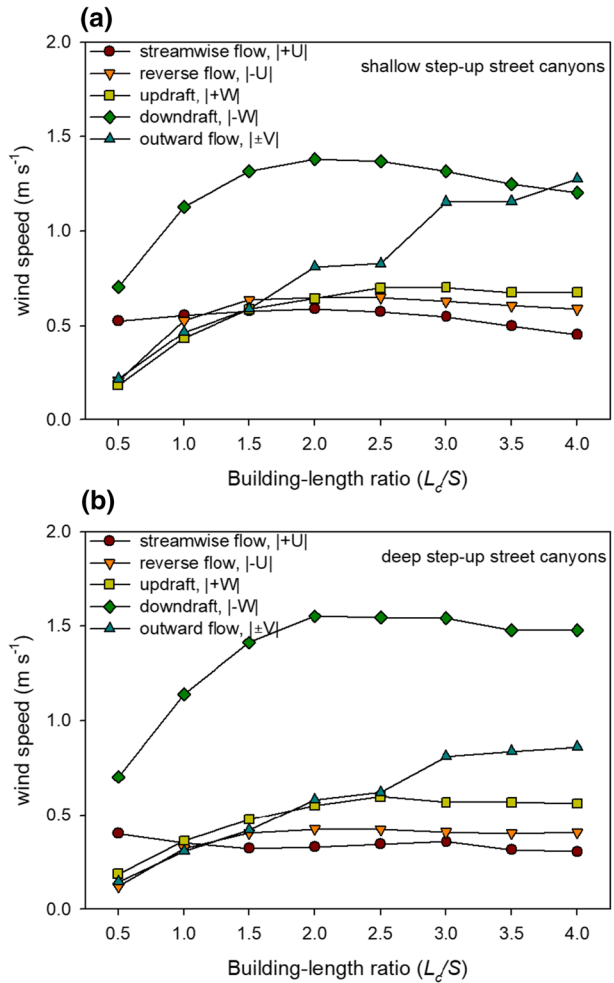 (a)
2.0
streamwise flow, |+U|
reverse flow, |-U|
updraft, |+W|
downdraft, |-W|
outward flow, |±V|
shallow step-up street canyons
1.5
1.0
0.5
0.0
wind speed (m s⁻¹)
0.5 1.0 1.5 2.0 2.5 3.0 3.5 4.0
Building-length ratio (Lc/S)
(b)
2.0
streamwise flow, |+U|
reverse flow, |-U|
updraft, |+W|
downdraft, |-W|
outward flow, |±V|
deep step-up street canyons
1.5
1.0
0.5
0.0
wind speed (m s⁻¹)
0.5 1.0 1.5 2.0 2.5 3.0 3.5 4.0
Building-length ratio (Lc/S)